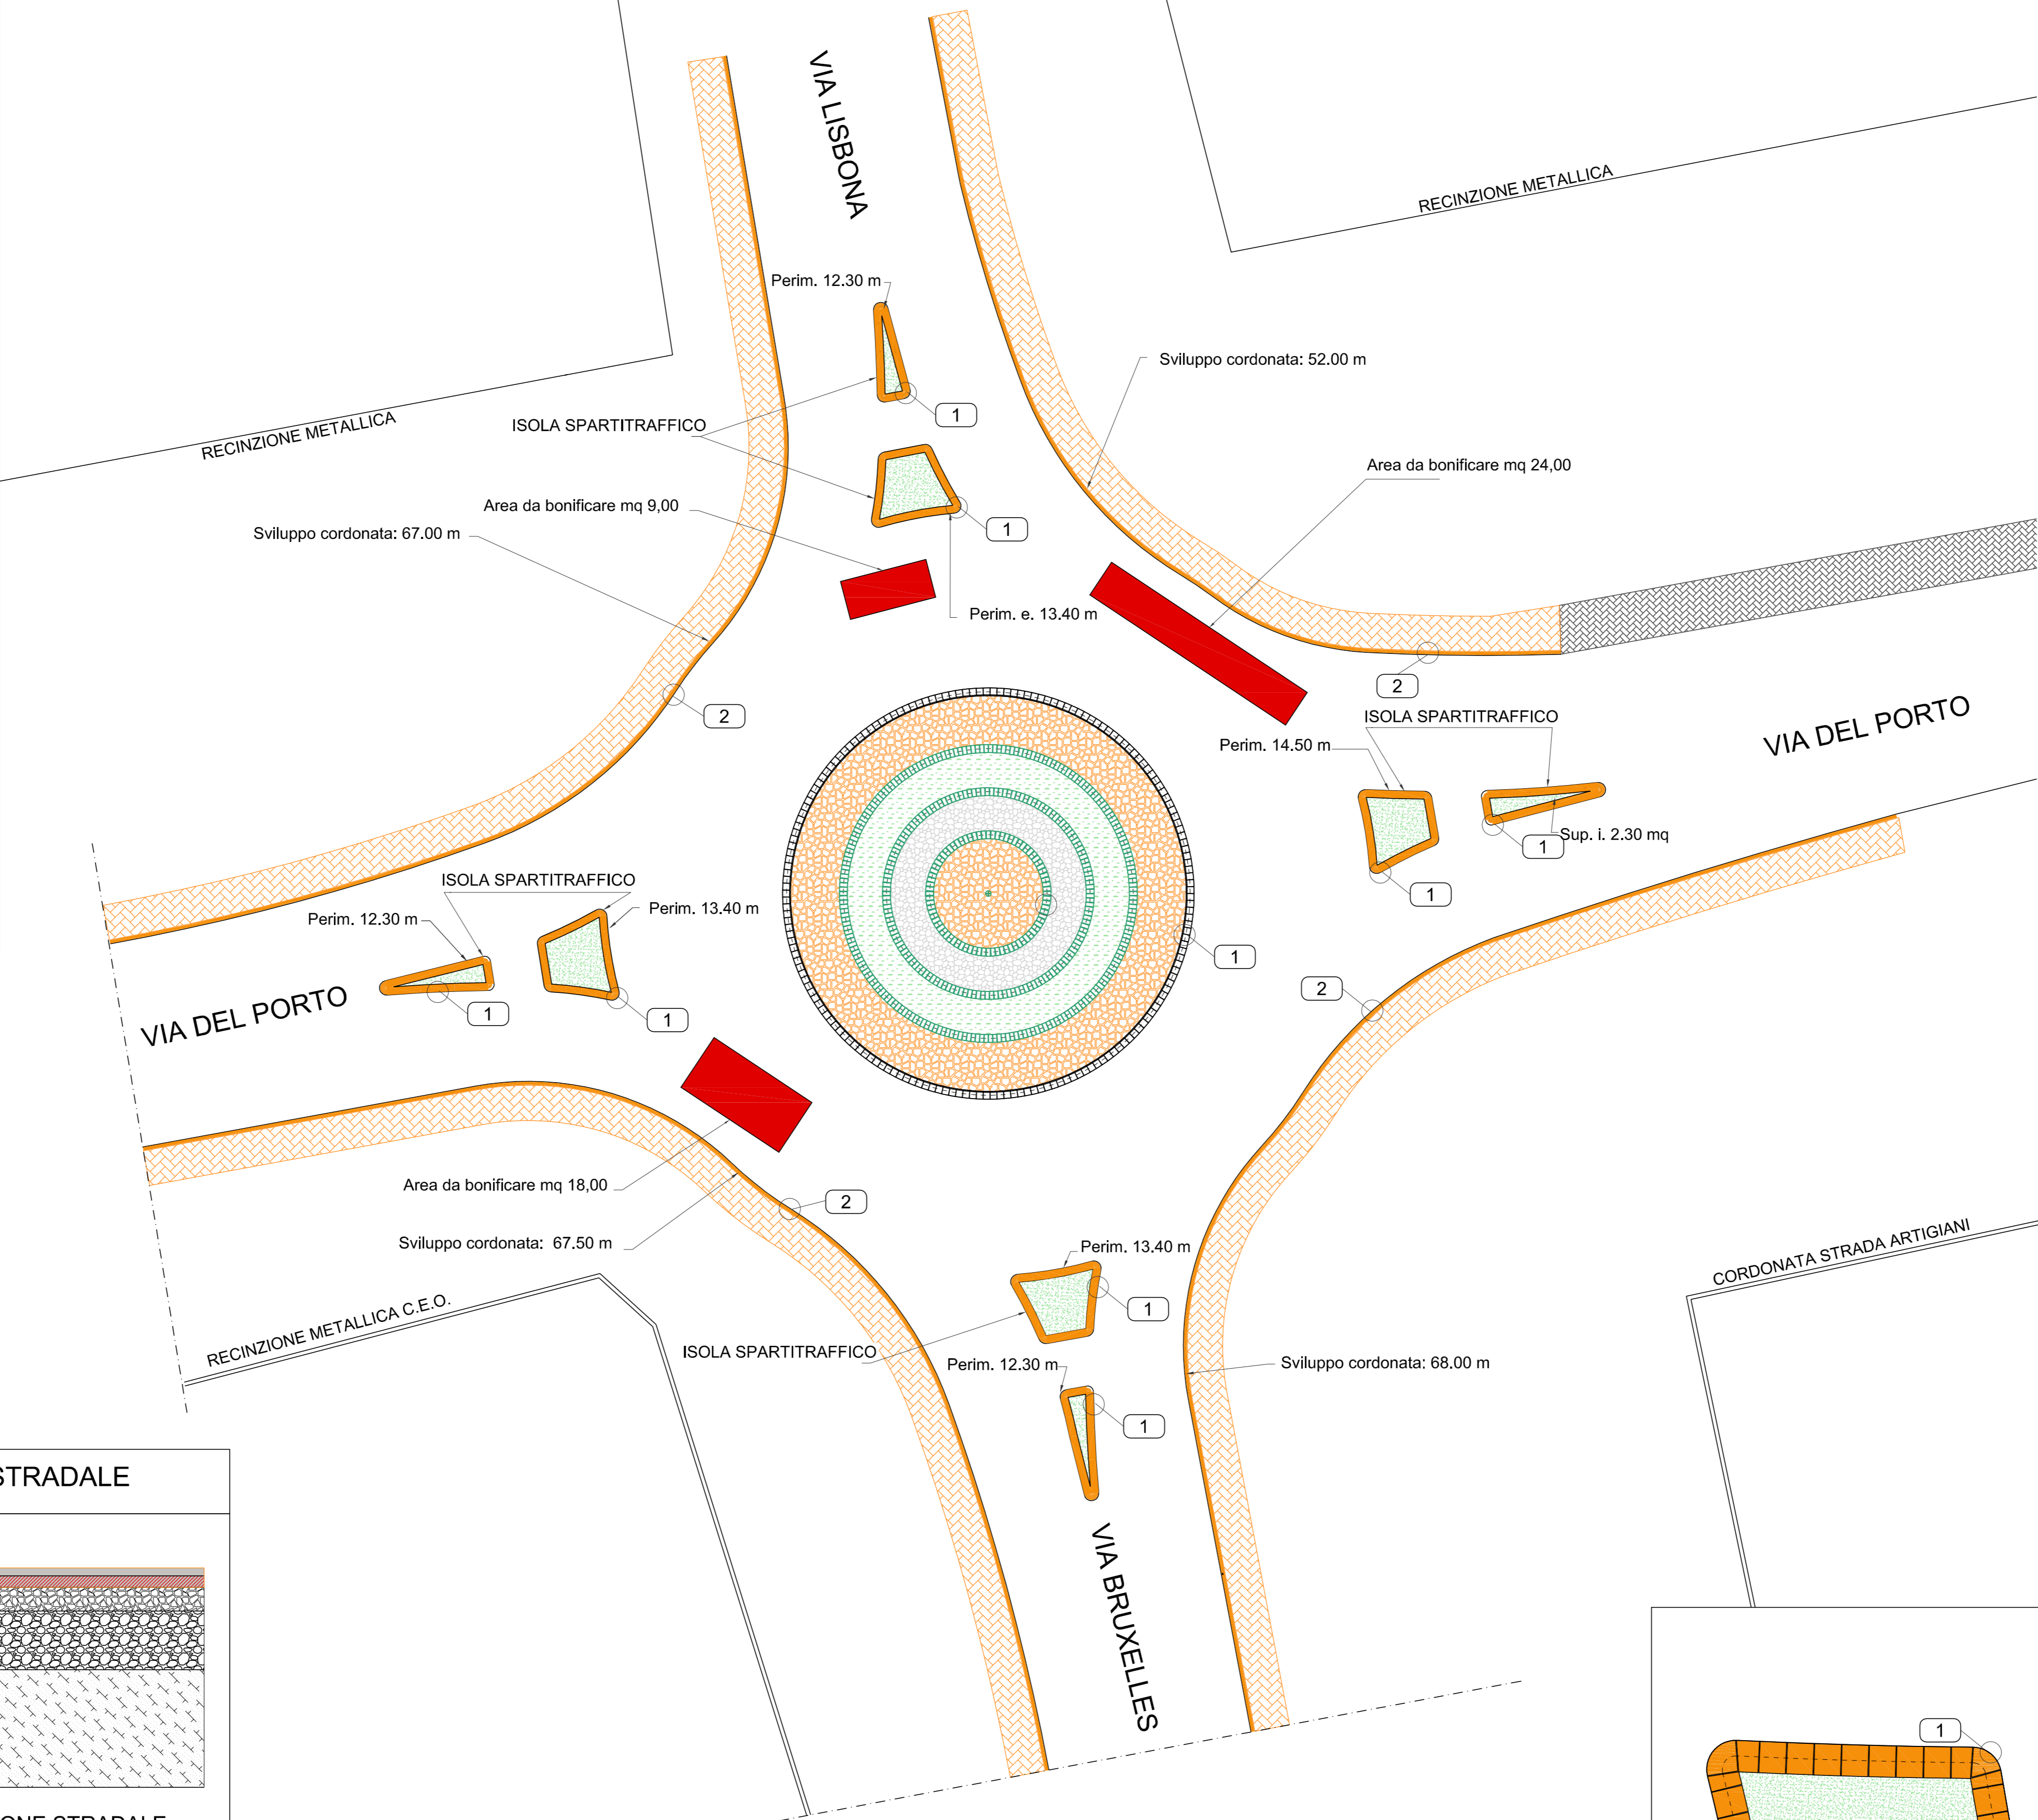 VIA LISBONA
RECINZIONE METALLICA
Perim. 12.30 m
Sviluppo cordonata: 52.00 m
1
RECINZIONE METALLICA
ISOLA SPARTITRAFFICO
Area da bonificare mq 24,00
Area da bonificare mq 9,00
1
Sviluppo cordonata: 67.00 m
Perim. e. 13.40 m
2
2
ISOLA SPARTITRAFFICO
VIA DEL PORTO
Perim. 14.50 m
Sup. i. 2.30 mq
1
ISOLA SPARTITRAFFICO
1
Perim. 12.30 m
Perim. 13.40 m
1
2
VIA DEL PORTO
1
1
Area da bonificare mq 18,00
2
Sviluppo cordonata: 67.50 m
Perim. 13.40 m
CORDONATA STRADA ARTIGIANI
1
RECINZIONE METALLICA C.E.O.
ISOLA SPARTITRAFFICO
Perim. 12.30 m
Sviluppo cordonata: 68.00 m
1
STRADALE
VIA BRUXELLES
1
ONE STRADALE